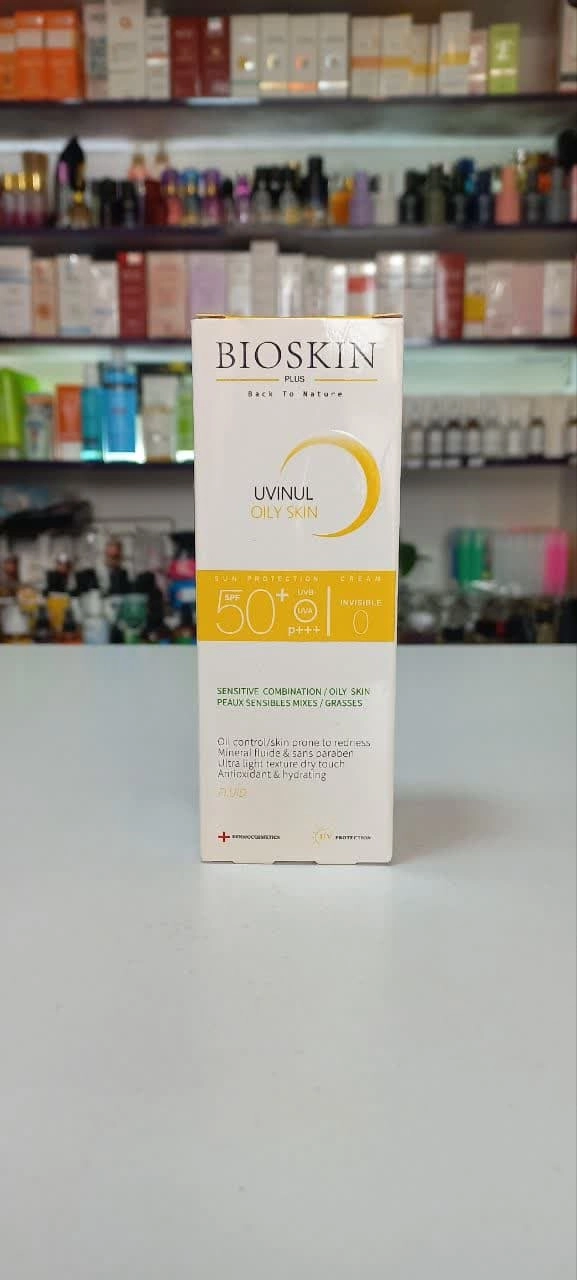 BIOSKIN
PLUS
Back To Nature
UVINUL
OILY SKIN
SUN PROTECTION CREAM
SPF 50+ UVB UVA P+++
INVISIBLE 0
SENSITIVE COMBINATION / OILY SKIN
PEAUX SENSIBLES MIXES / GRASSES
Oil control/skin prone to redness
Mineral fluide & sans paraben
Ultra light texture dry touch
Antioxidant & hydrating
FLUID
DERMOCOSMETICS
UV PROTECTION